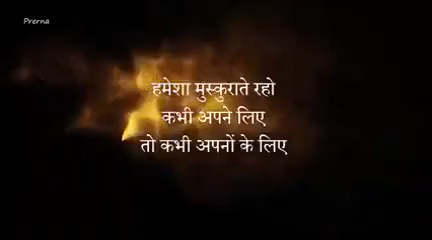 Prerna
हमेशा मुस्कुराते रहो
कभी अपने लिए
तो कभी अपनों के लिए